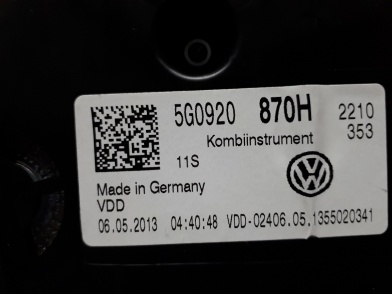 5G0920 870H 2210
Kombiinstrument 353
11S
Made in Germany
VDD
06.05.2013 04:40:48 VDD-02406.05,1355020341